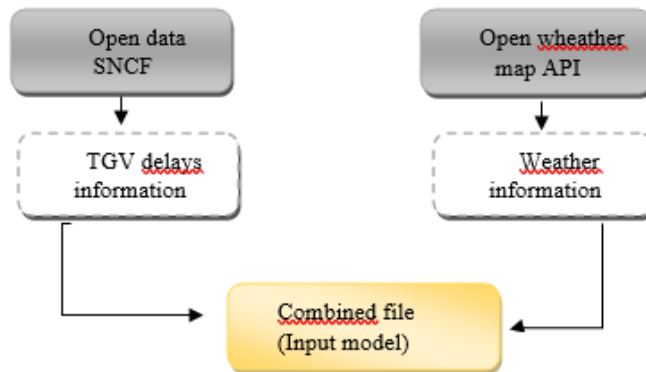 Open data
SNCF
Open wheather
map API
TGV delays
information
Weather
information
Combined file
(Input model)